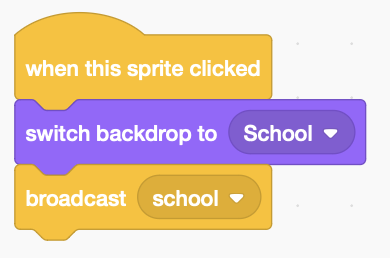 when this sprite clicked
switch backdrop to School
broadcast school